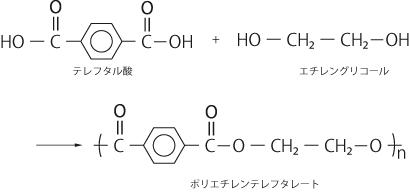 O O
HO－C C－OH + HO－CH₂－CH₂－OH
テレフタル酸 エチレングリコール
O O
( C C－O－CH₂－CH₂－O )n
ポリエチレンテレフタレート